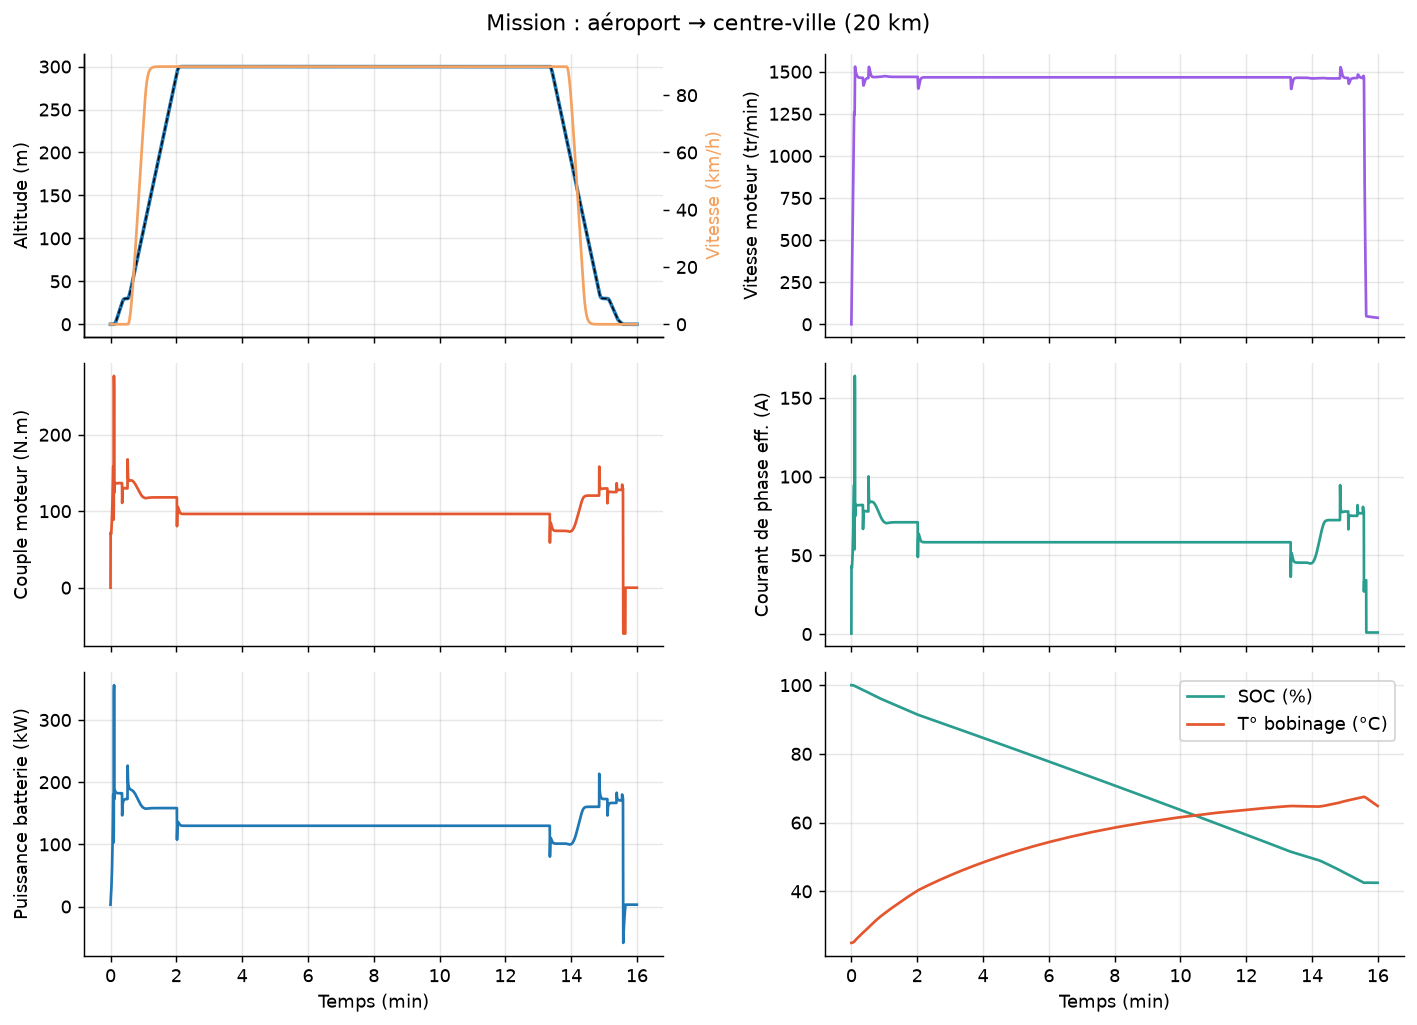 Mission : aéroport → centre-ville (20 km)
Altitude (m)
300
250
200
150
100
50
0
80
60
40
20
0
Vitesse (km/h)
Vitesse moteur (tr/min)
1500
1250
1000
750
500
250
0
Couple moteur (N.m)
200
100
0
Courant de phase eff. (A)
150
100
50
0
Puissance batterie (kW)
300
200
100
0
0 2 4 6 8 10 12 14 16
Temps (min)
100
80
60
40
SOC (%)
T° bobinage (°C)
0 2 4 6 8 10 12 14 16
Temps (min)